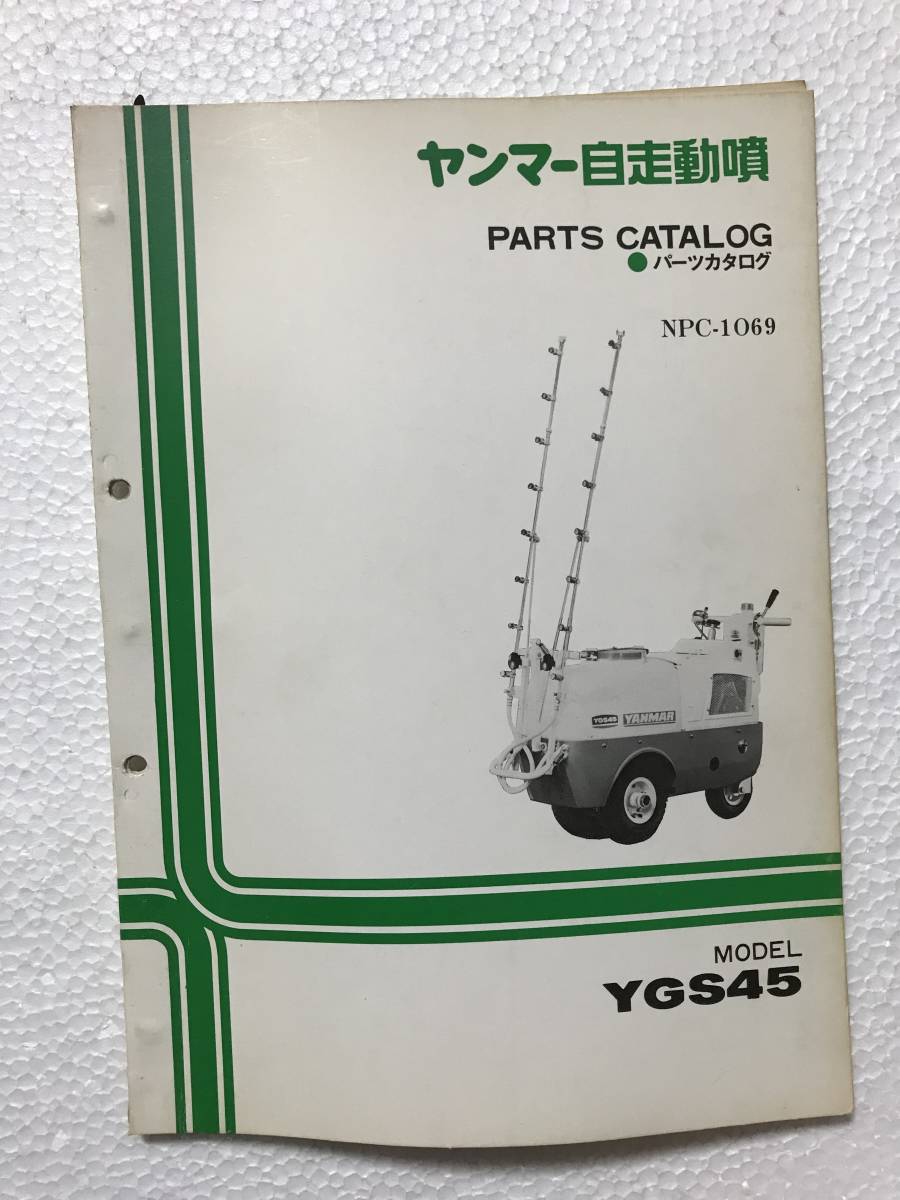 ヤンマー自走動噴
PARTS CATALOG
●パーツカタログ
NPC-1069
YGS45 YANMAR
MODEL
YGS45